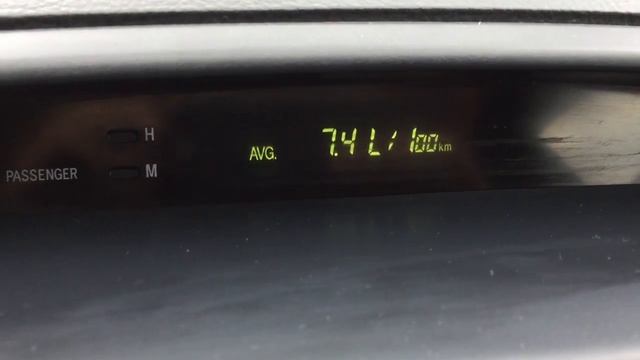 H
AVG. 7.4 L/100km
PASSENGER M